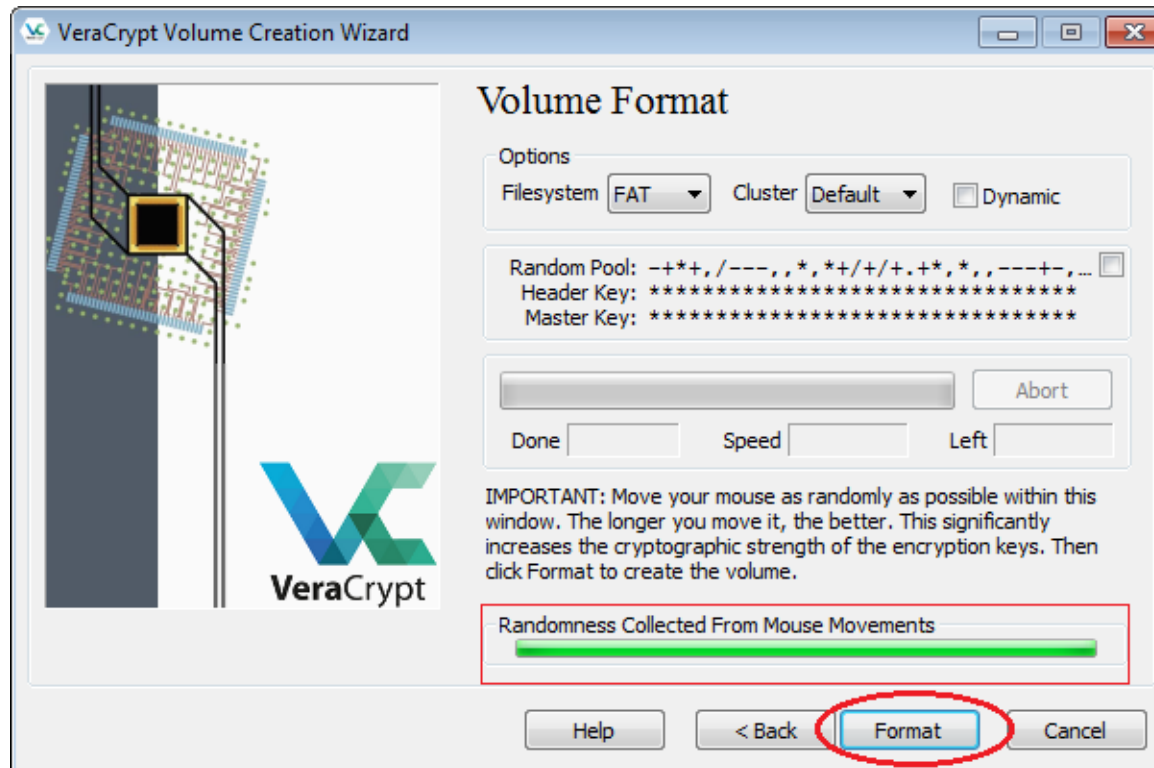 VeraCrypt Volume Creation Wizard
Volume Format
Options
Filesystem FAT Cluster Default Dynamic
Random Pool: -+*+,/---,,*,*+/+/+.+*,*,,---+-,...
Header Key: ********************************
Master Key: ********************************
Abort
Done Speed Left
IMPORTANT: Move your mouse as randomly as possible within this
window. The longer you move it, the better. This significantly
increases the cryptographic strength of the encryption keys. Then
click Format to create the volume.
VeraCrypt
Randomness Collected From Mouse Movements
Help < Back Format Cancel